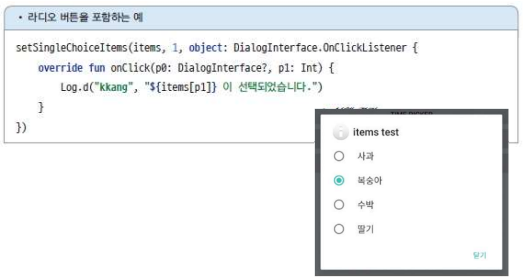 • 라디오 버튼을 포함하는 예
setSingleChoiceItems(items, 1, object: DialogInterface.OnClickListener {
override fun onClick(p0: DialogInterface?, p1: Int) {
Log.d("kkang", "${items[p1]} 이 선택되었습니다.")
}
})
items test
사과
복숭아
수박
딸기
닫기